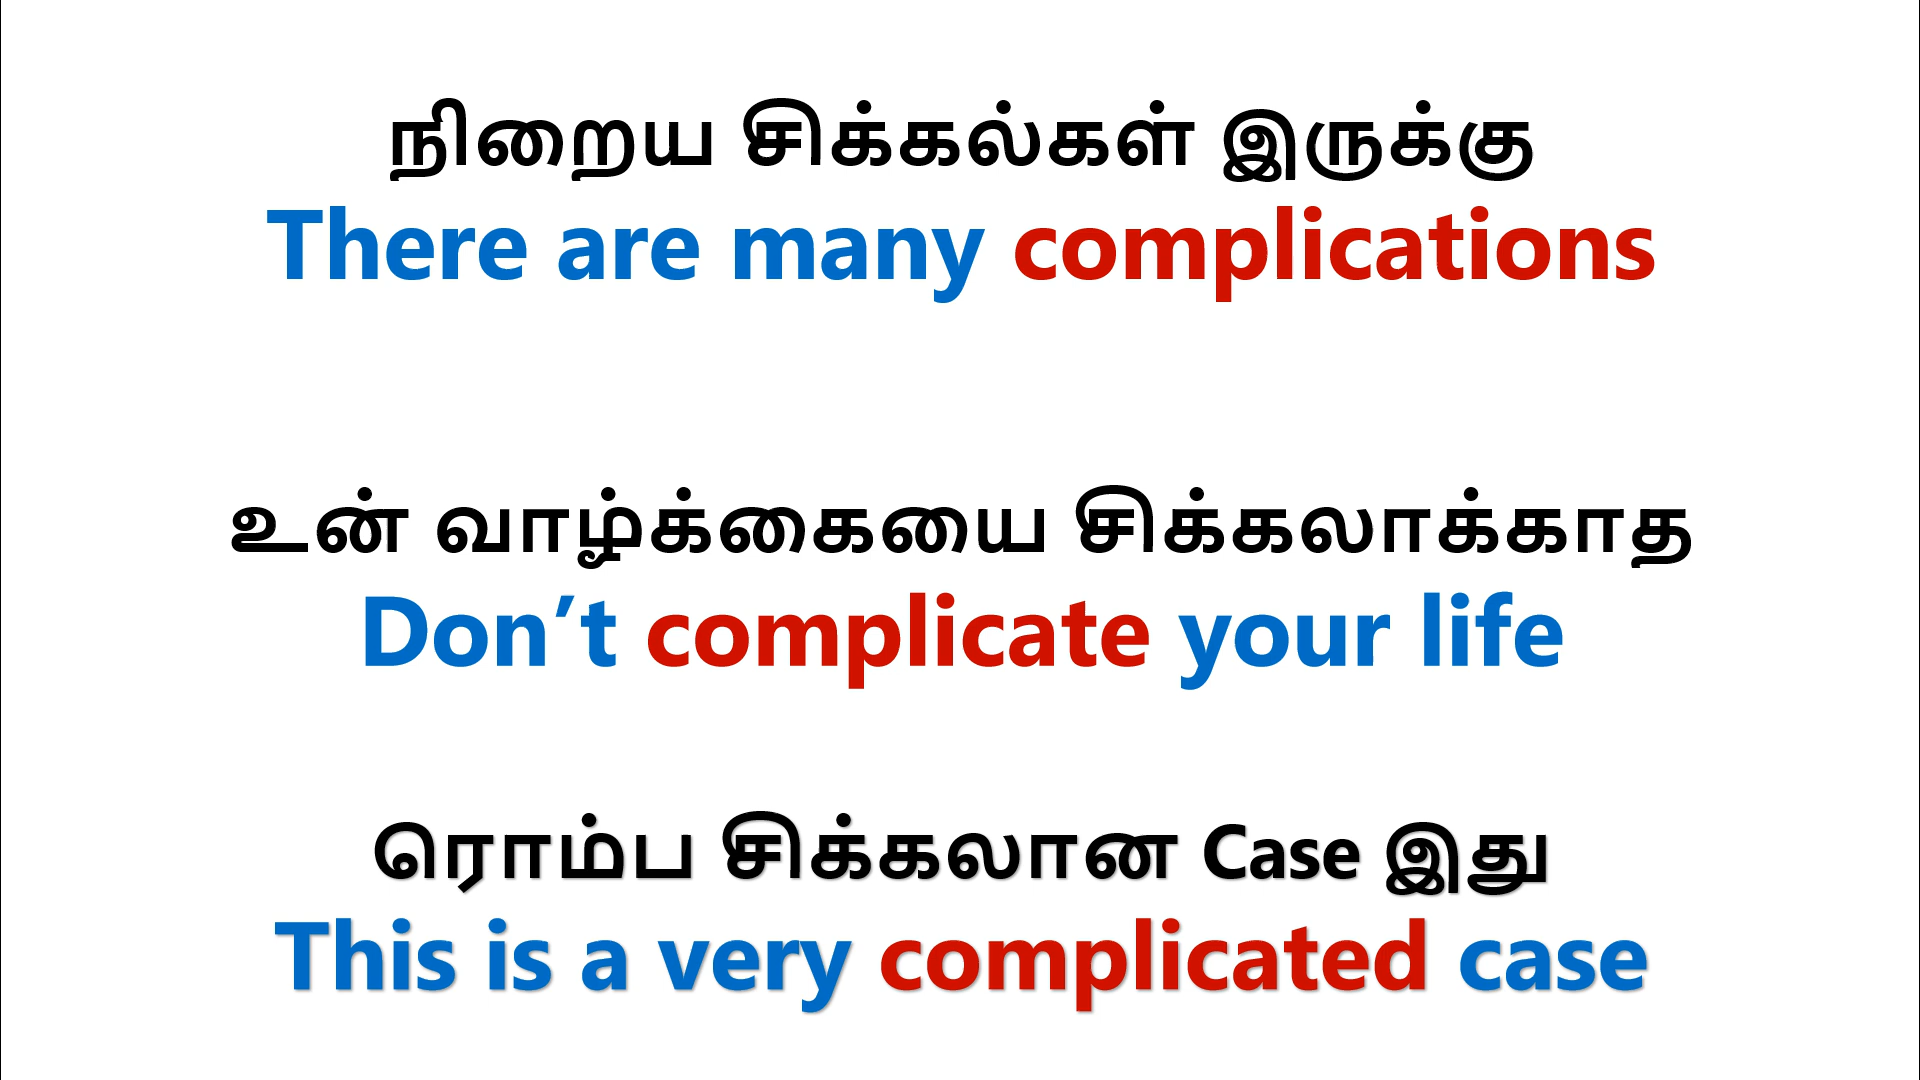 நிறைய சிக்கல்கள் இருக்கு
There are many complications
உன் வாழ்க்கையை சிக்கலாக்காத
Don’t complicate your life
ரொம்ப சிக்கலான Case இது
This is a very complicated case